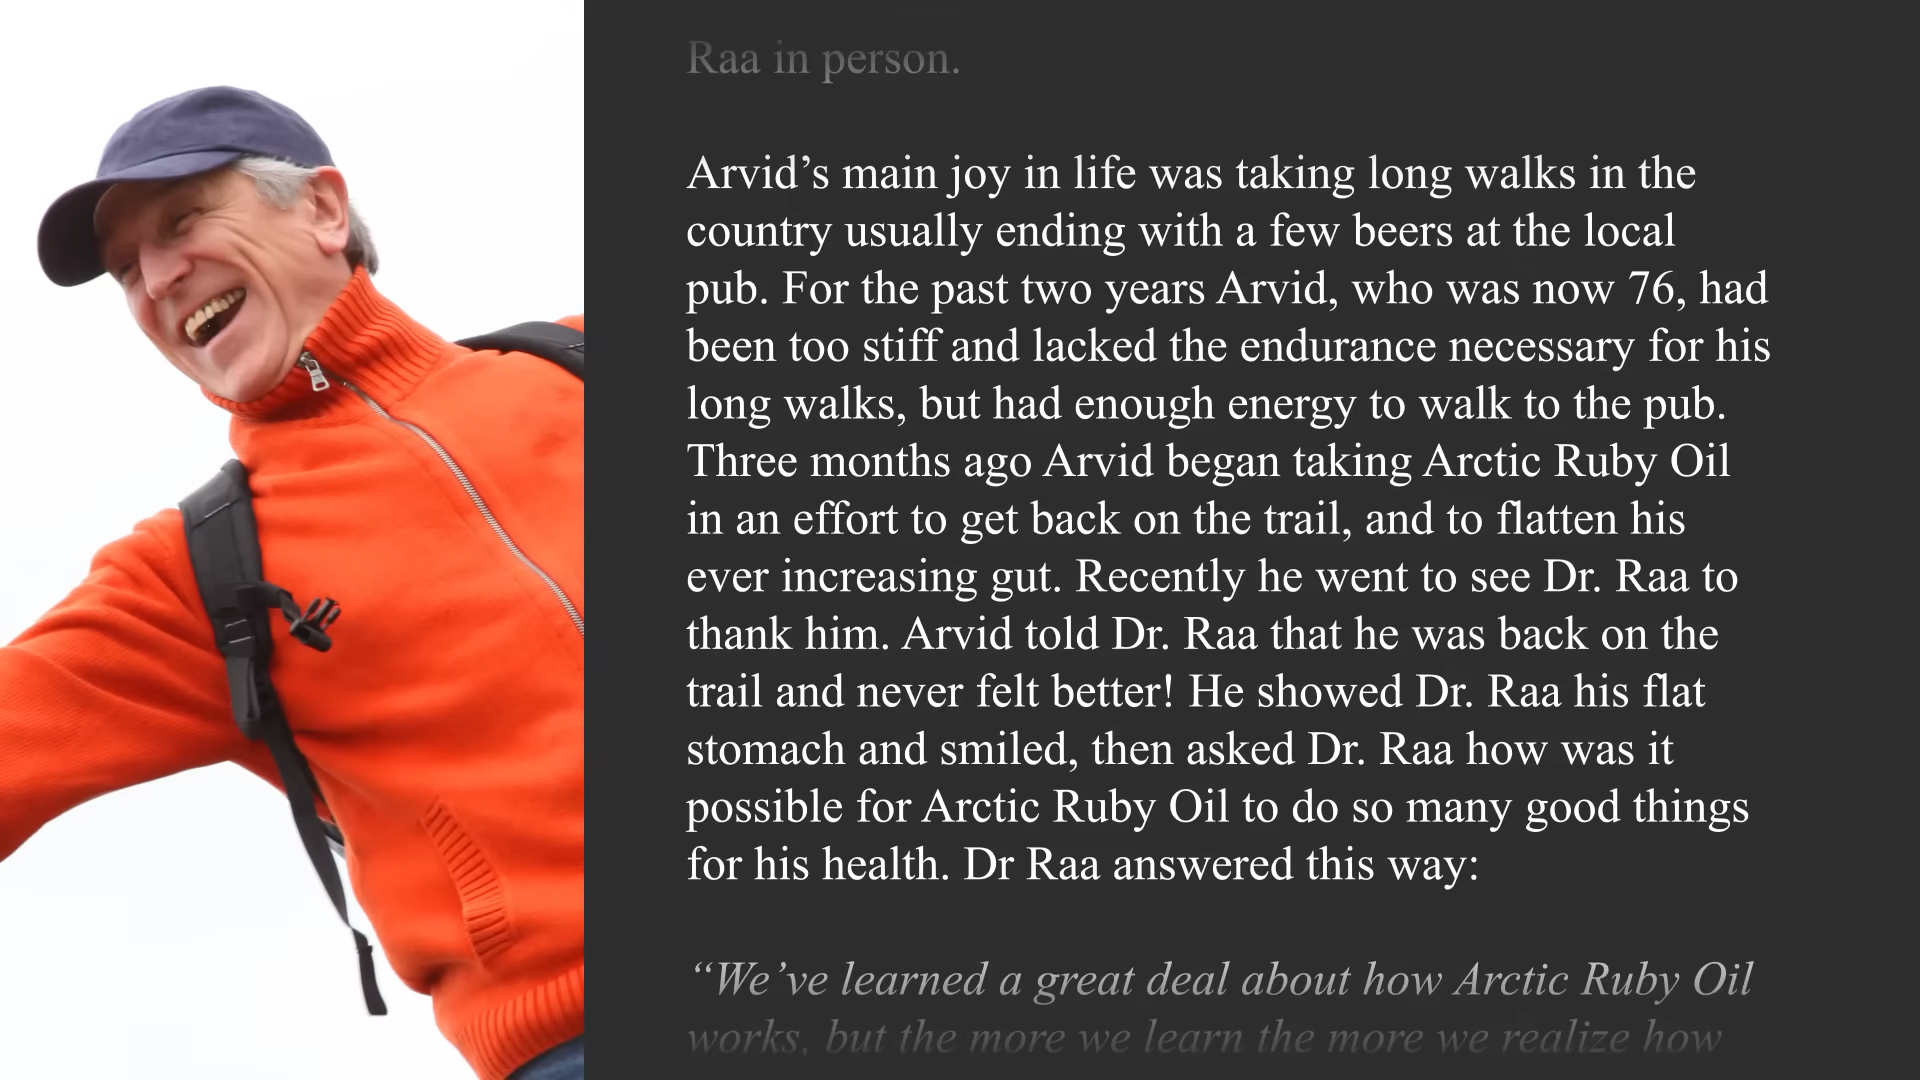 Raa in person.
Arvid’s main joy in life was taking long walks in the
country usually ending with a few beers at the local
pub. For the past two years Arvid, who was now 76, had
been too stiff and lacked the endurance necessary for his
long walks, but had enough energy to walk to the pub.
Three months ago Arvid began taking Arctic Ruby Oil
in an effort to get back on the trail, and to flatten his
ever increasing gut. Recently he went to see Dr. Raa to
thank him. Arvid told Dr. Raa that he was back on the
trail and never felt better! He showed Dr. Raa his flat
stomach and smiled, then asked Dr. Raa how was it
possible for Arctic Ruby Oil to do so many good things
for his health. Dr Raa answered this way:
“We’ve learned a great deal about how Arctic Ruby Oil
works, but the more we learn the more we realize how